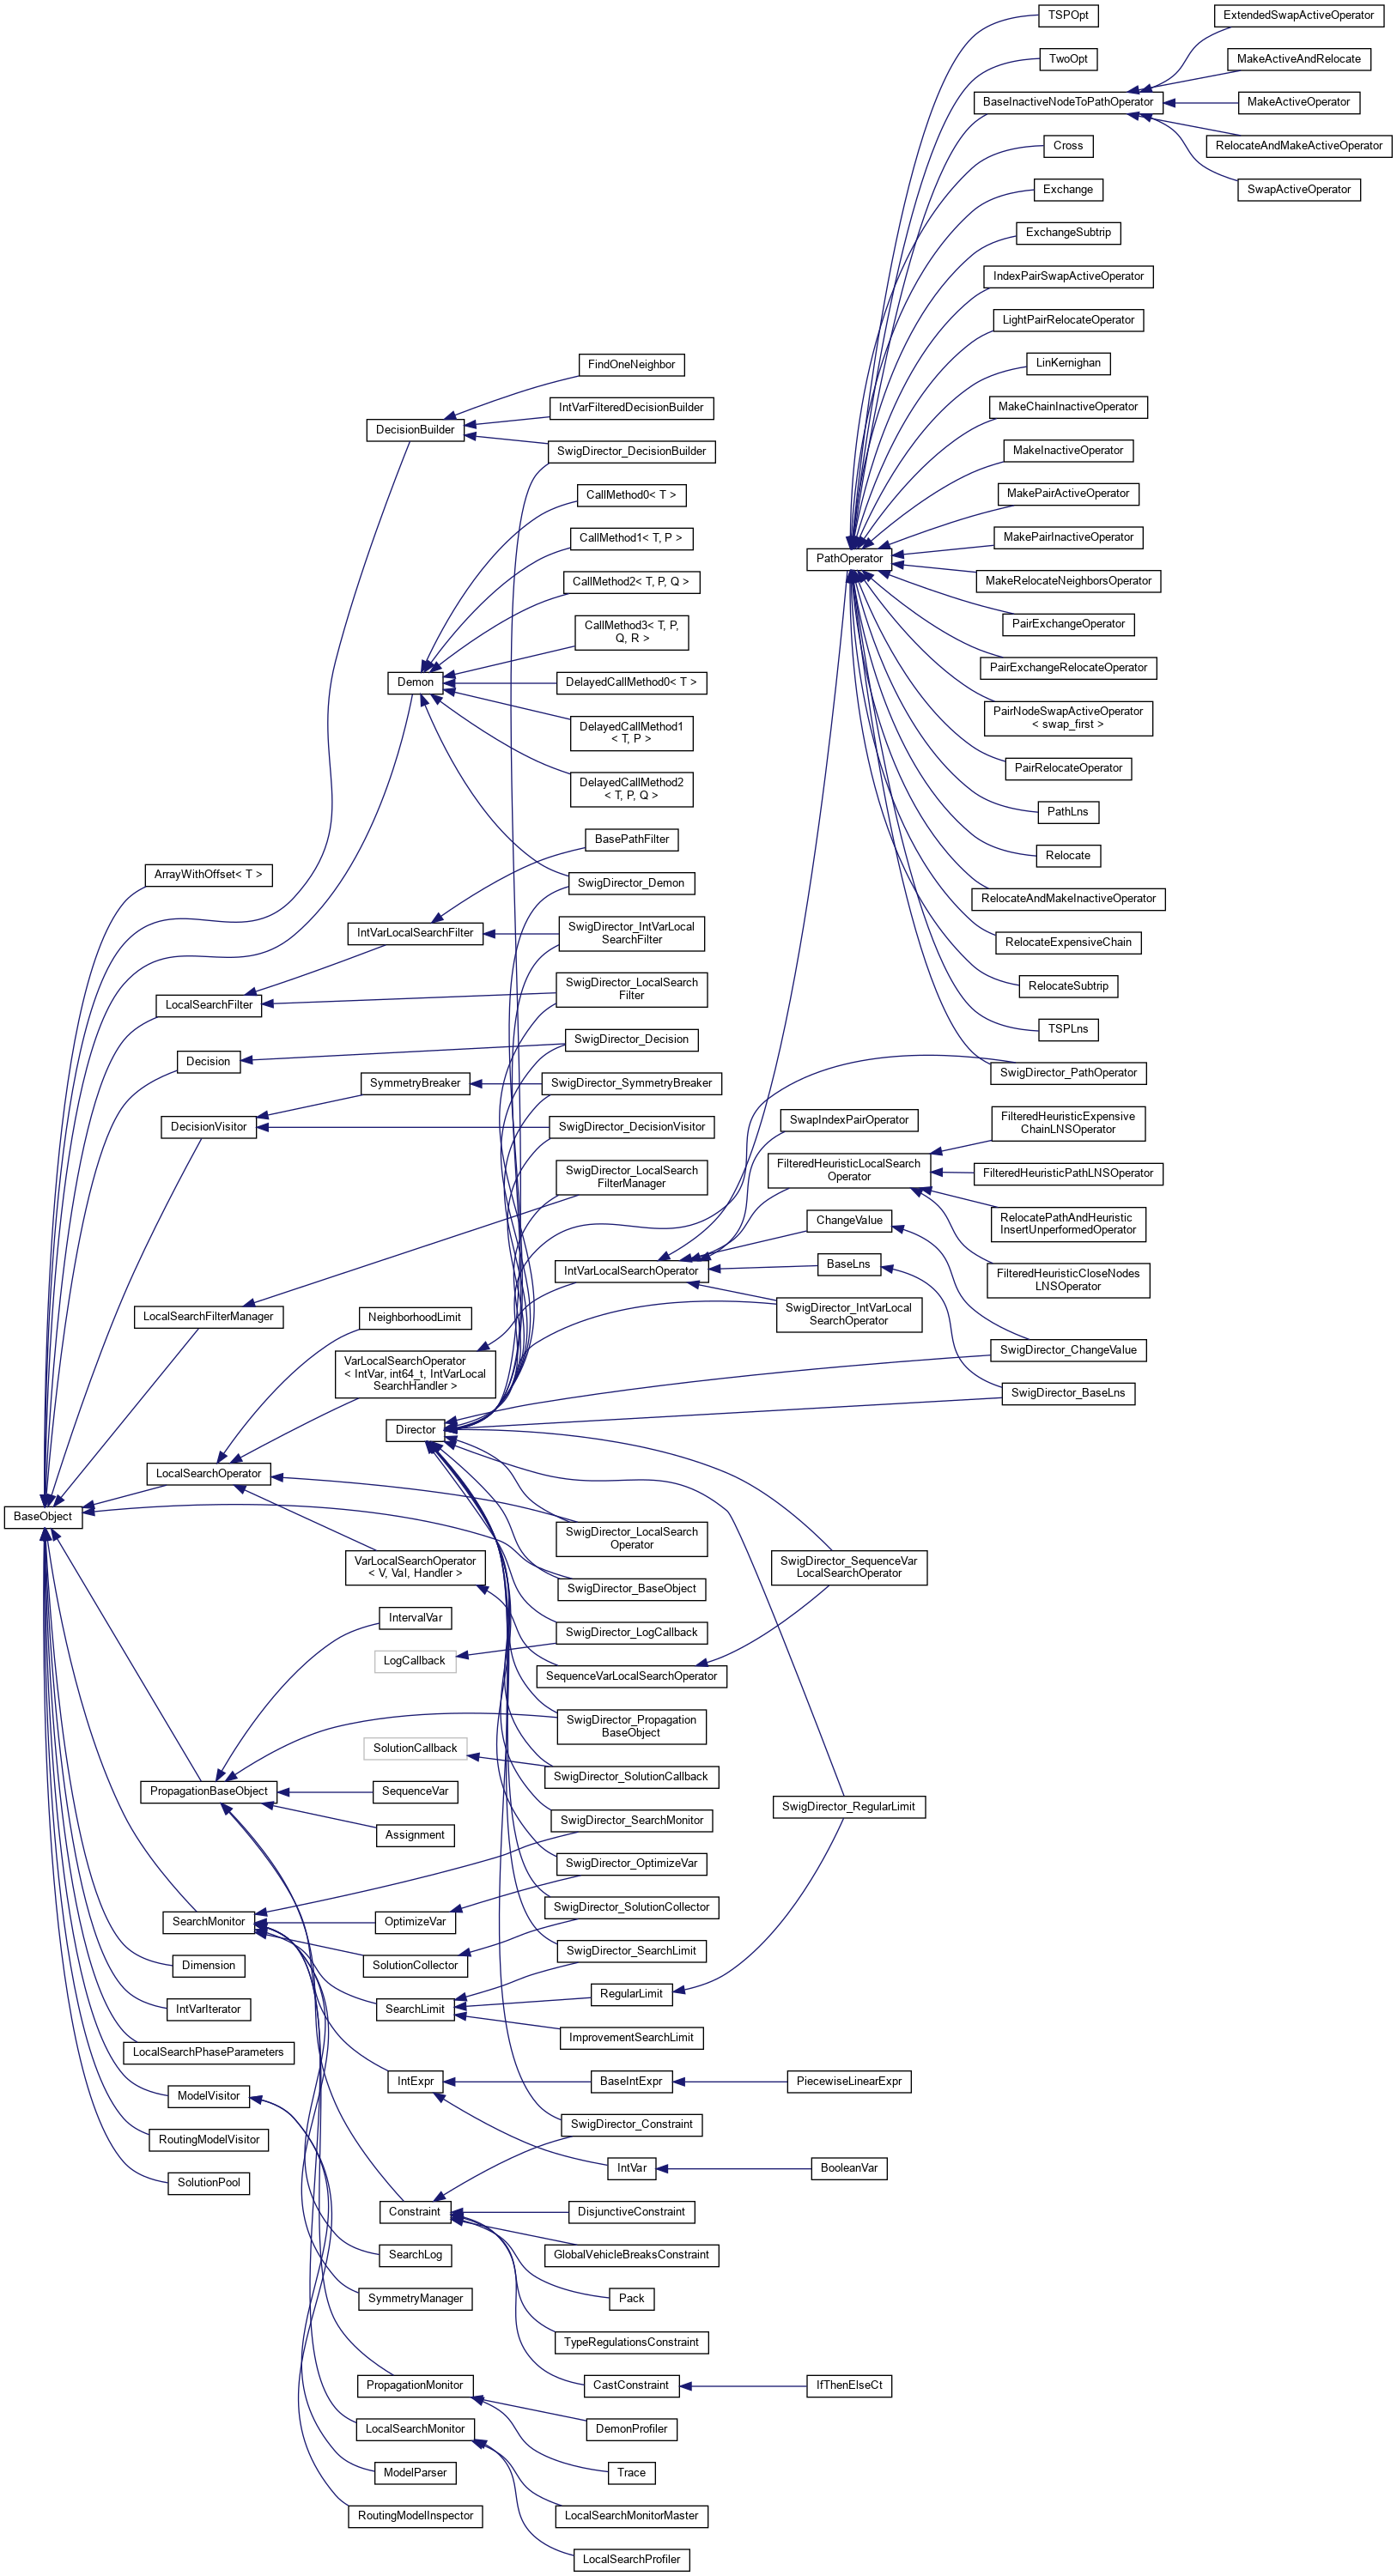 TSPOpt
TwoOpt
BaseInactiveNodeToPathOperator
ExtendedSwapActiveOperator
MakeActiveAndRelocate
MakeActiveOperator
RelocateAndMakeActiveOperator
SwapActiveOperator
Cross
Exchange
ExchangeSubtrip
IndexPairSwapActiveOperator
LightPairRelocateOperator
LinKernighan
MakeChainInactiveOperator
MakeInactiveOperator
MakePairActiveOperator
MakePairInactiveOperator
MakeRelocateNeighborsOperator
PairExchangeOperator
PairExchangeRelocateOperator
PairNodeSwapActiveOperator
< swap_first >
PairRelocateOperator
PathLns
Relocate
RelocateAndMakeInactiveOperator
RelocateExpensiveChain
RelocateSubtrip
TSPLns
SwigDirector_PathOperator
PathOperator
FindOneNeighbor
IntVarFilteredDecisionBuilder
SwigDirector_DecisionBuilder
DecisionBuilder
CallMethod0< T >
CallMethod1< T, P >
CallMethod2< T, P, Q >
CallMethod3< T, P,
Q, R >
DelayedCallMethod0< T >
DelayedCallMethod1
< T, P >
DelayedCallMethod2
< T, P, Q >
Demon
BasePathFilter
SwigDirector_Demon
ArrayWithOffset< T >
IntVarLocalSearchFilter
SwigDirector_IntVarLocal
SearchFilter
LocalSearchFilter
SwigDirector_LocalSearch
Filter
Decision
SwigDirector_Decision
SymmetryBreaker
SwigDirector_SymmetryBreaker
DecisionVisitor
SwigDirector_DecisionVisitor
SwigDirector_LocalSearch
FilterManager
LocalSearchFilterManager
SwapIndexPairOperator
FilteredHeuristicLocalSearch
Operator
FilteredHeuristicExpensive
ChainLNSOperator
FilteredHeuristicPathLNSOperator
RelocatePathAndHeuristic
InsertUnperformedOperator
FilteredHeuristicCloseNodes
LNSOperator
ChangeValue
BaseLns
IntVarLocalSearchOperator
SwigDirector_IntVarLocal
SearchOperator
SwigDirector_ChangeValue
SwigDirector_BaseLns
NeighborhoodLimit
VarLocalSearchOperator
< IntVar, int64_t, IntVarLocal
SearchHandler >
Director
LocalSearchOperator
BaseObject
SwigDirector_LocalSearch
Operator
VarLocalSearchOperator
< V, Val, Handler >
SwigDirector_BaseObject
SwigDirector_SequenceVar
LocalSearchOperator
IntervalVar
SwigDirector_LogCallback
LogCallback
SequenceVarLocalSearchOperator
SwigDirector_Propagation
BaseObject
SolutionCallback
SwigDirector_SolutionCallback
PropagationBaseObject
SequenceVar
SwigDirector_RegularLimit
Assignment
SwigDirector_SearchMonitor
SwigDirector_OptimizeVar
SearchMonitor
OptimizeVar
SwigDirector_SolutionCollector
SolutionCollector
SwigDirector_SearchLimit
Dimension
RegularLimit
IntVarIterator
SearchLimit
ImprovementSearchLimit
LocalSearchPhaseParameters
IntExpr
BaseIntExpr
PiecewiseLinearExpr
ModelVisitor
SwigDirector_Constraint
RoutingModelVisitor
IntVar
BooleanVar
SolutionPool
Constraint
DisjunctiveConstraint
SearchLog
GlobalVehicleBreaksConstraint
SymmetryManager
Pack
TypeRegulationsConstraint
PropagationMonitor
CastConstraint
IfThenElseCt
LocalSearchMonitor
DemonProfiler
ModelParser
Trace
RoutingModelInspector
LocalSearchMonitorMaster
LocalSearchProfiler